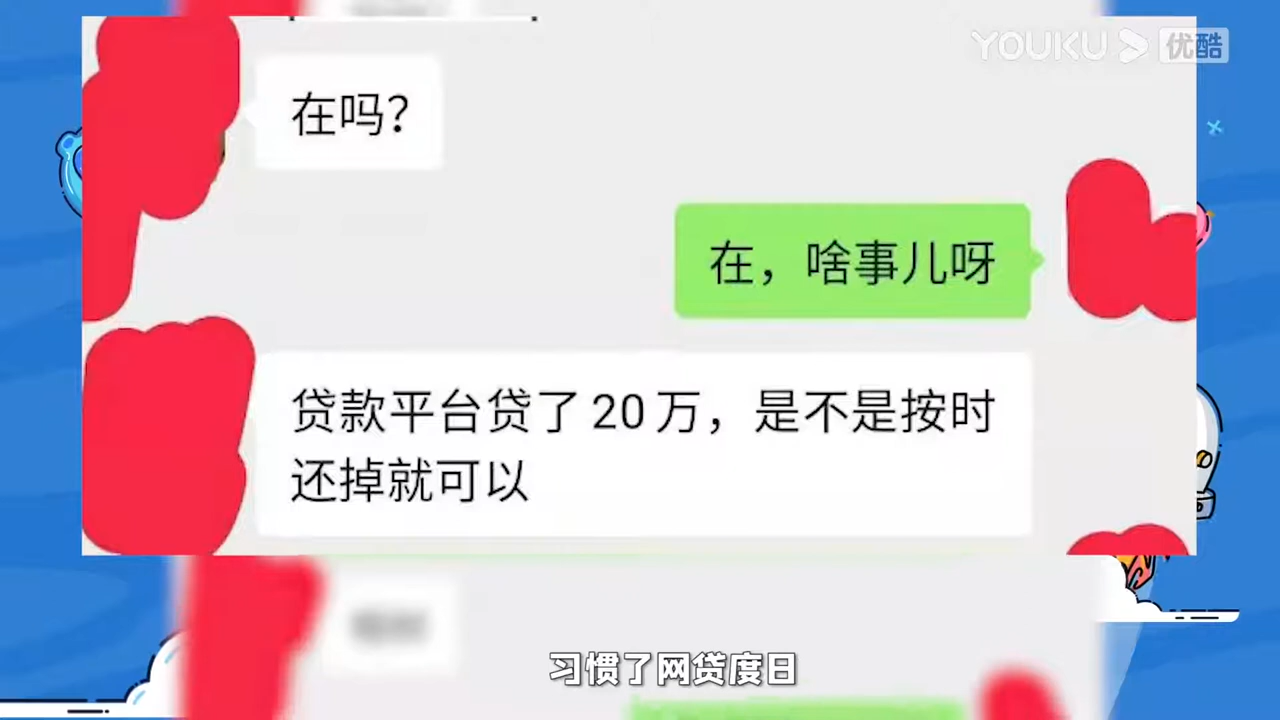 YOUKU 优酷
在吗？
在，啥事儿呀
贷款平台贷了20万，是不是按时
还掉就可以
习惯了网贷度日